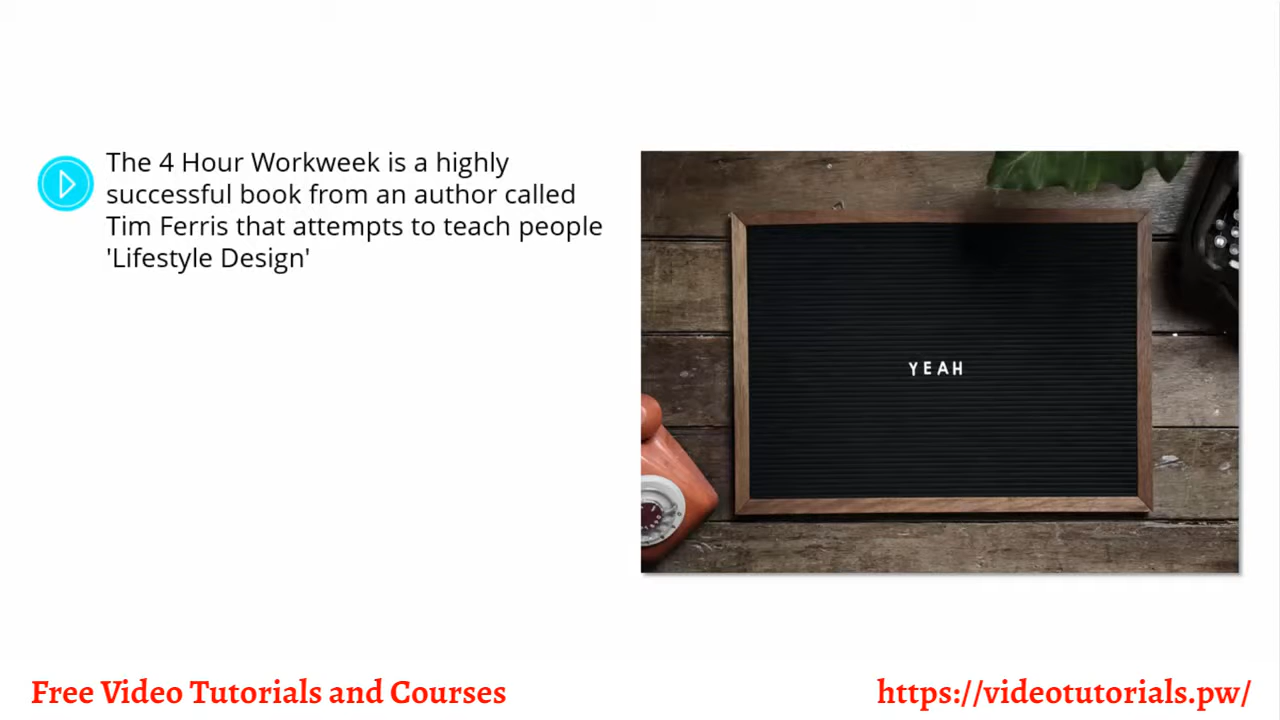 The 4 Hour Workweek is a highly
successful book from an author called
Tim Ferris that attempts to teach people
'Lifestyle Design'
YEAH
Free Video Tutorials and Courses
https://videotutorials.pw/